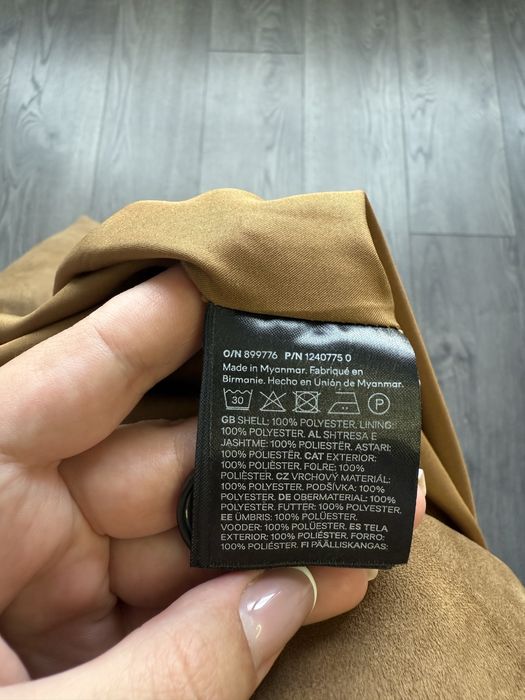 O/N 899776 P/N 1240775 0
Made in Myanmar. Fabriqué en
Birmanie. Hecho en Unión de Myanmar.
30 P
GB SHELL: 100% POLYESTER. LINING:
100% POLYESTER. AL SHTRESA E
JASHTME: 100% POLIESTËR. ASTARI:
100% POLIESTËR. CAT EXTERIOR:
100% POLIÈSTER. FOLRE: 100%
POLIÈSTER. CZ VRCHOVÝ MATERIÁL:
100% POLYESTER. PODŠÍVKA: 100%
POLYESTER. DE OBERMATERIAL: 100%
POLYESTER. FUTTER: 100% POLYESTER.
EE ÜMBRIS: 100% POLÜESTER.
VOODER: 100% POLÜESTER. ES TELA
EXTERIOR: 100% POLIÉSTER. FORRO:
100% POLIÉSTER. FI PÄÄLLISKANGAS: